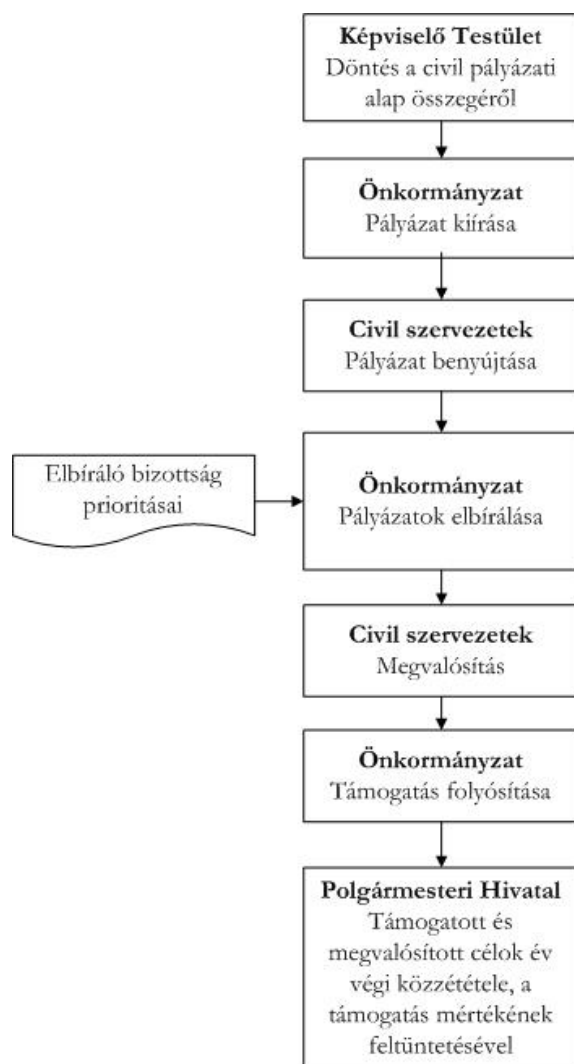 Képviselő Testület
Döntés a civil pályázati
alap összegéről
Önkormányzat
Pályázat kiírása
Civil szervezetek
Pályázat benyújtása
Elbíráló bizottság
prioritásai
Önkormányzat
Pályázatok elbírálása
Civil szervezetek
Megvalósítás
Önkormányzat
Támogatás folyósítása
Polgármesteri Hivatal
Támogatott és
megvalósított célok év
végi közzététele, a
támogatás mértékének
feltüntetésével